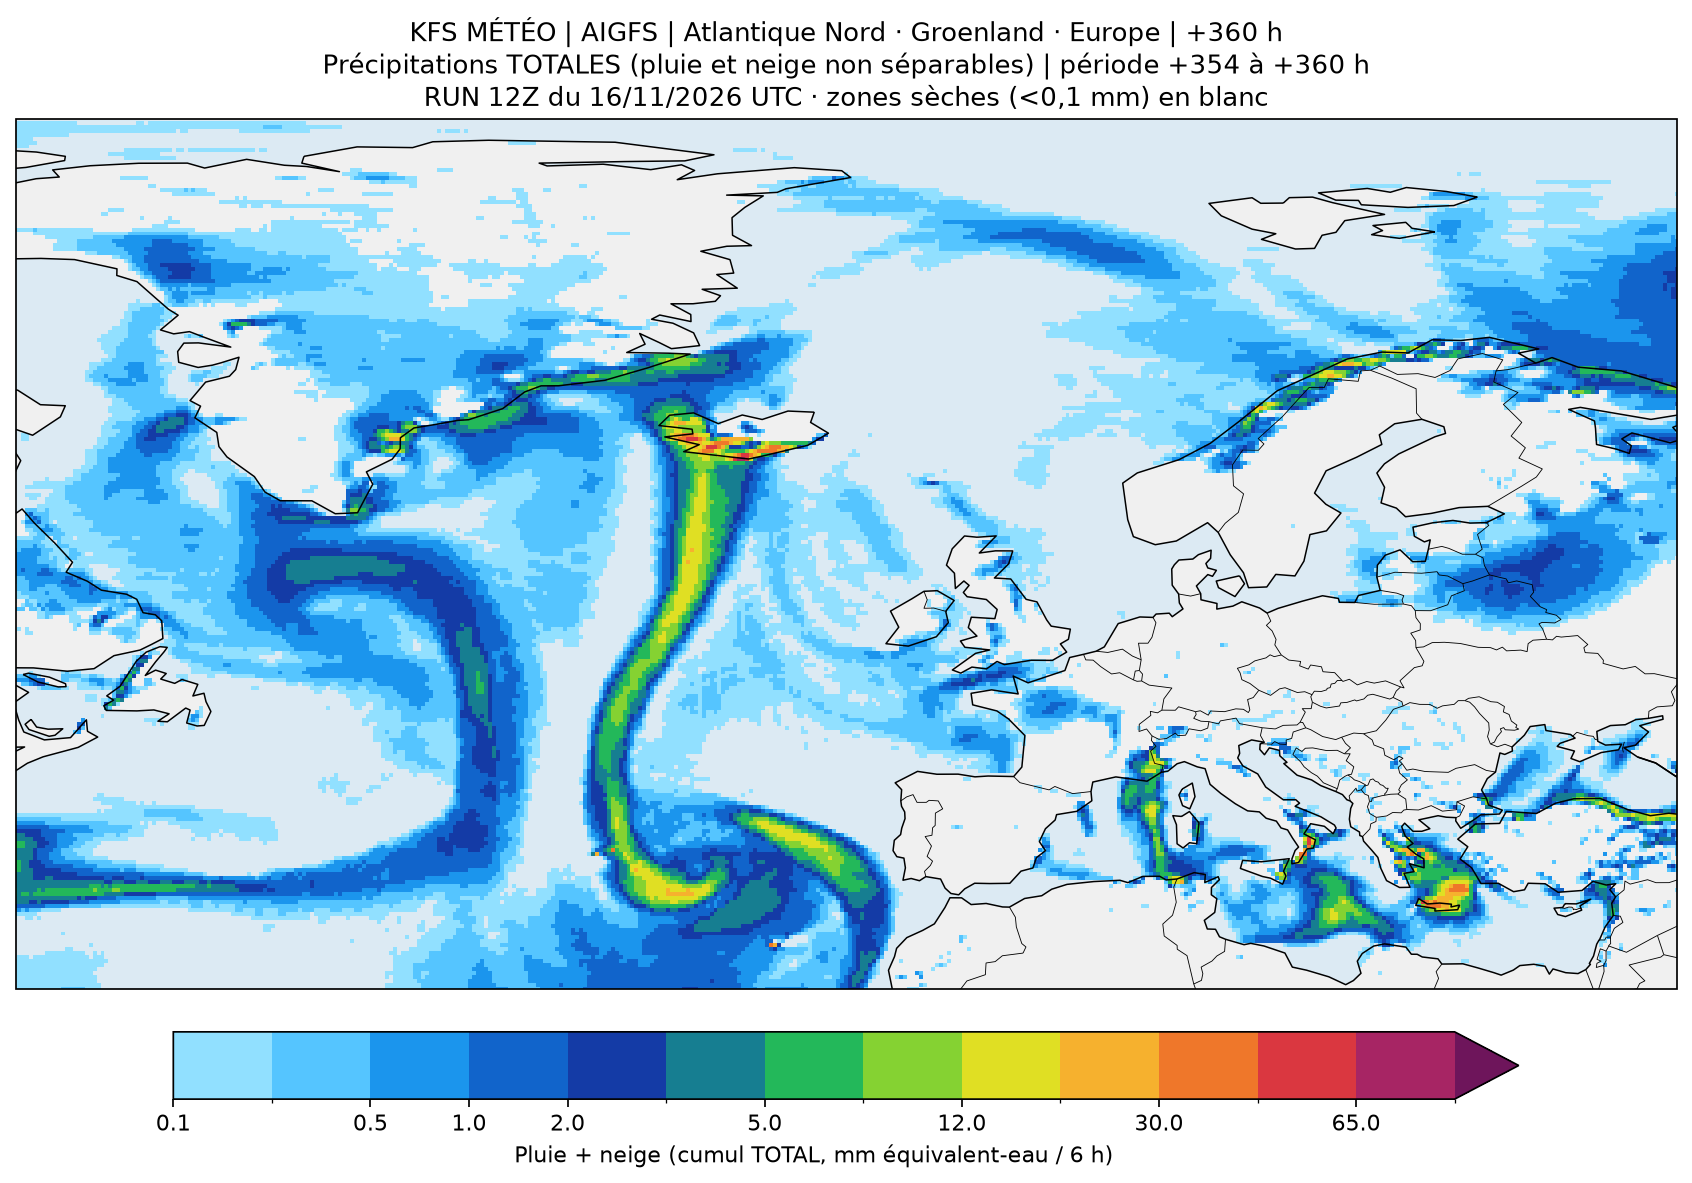 KFS MÉTÉO | AIGFS | Atlantique Nord · Groenland · Europe | +360 h
Précipitations TOTALES (pluie et neige non séparables) | période +354 à +360 h
RUN 12Z du 16/11/2026 UTC · zones sèches (<0,1 mm) en blanc
0.1 0.5 1.0 2.0 5.0 12.0 30.0 65.0
Pluie + neige (cumul TOTAL, mm équivalent-eau / 6 h)